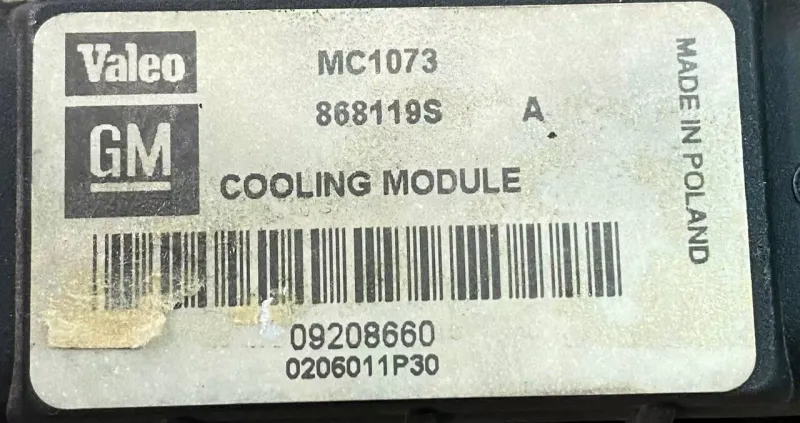 Valeo
GM
MC1073
868119S A
COOLING MODULE
MADE IN POLAND
09208660
0206011P30